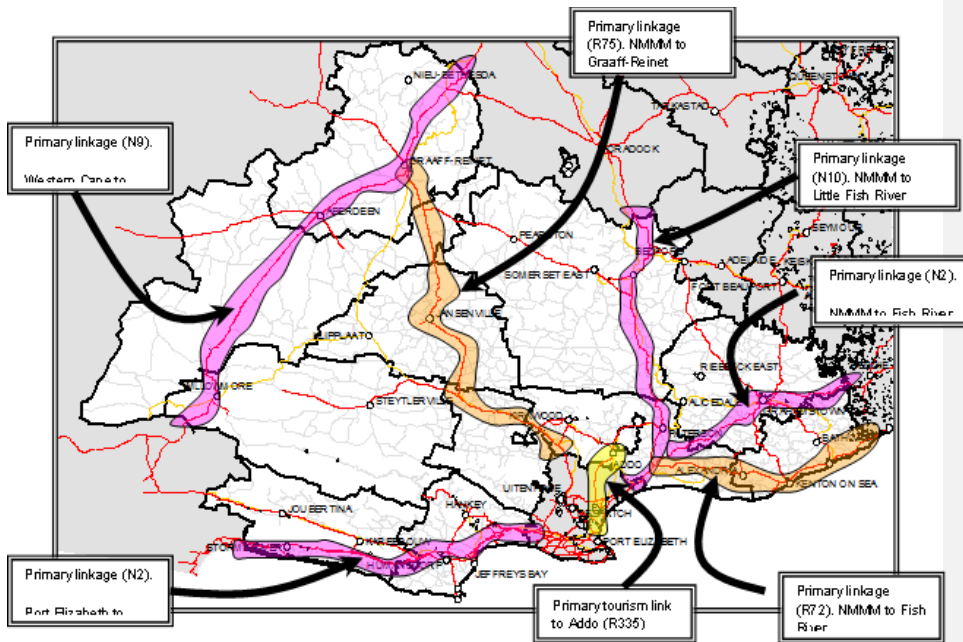 Primary linkage
(R75). NMMM to
Graaff-Reinet
Primary linkage (N9).
Western Cape to
Primary linkage
(N10). NMMM to
Little Fish River
Primary linkage (N2).
NMMM to Fish River
Primary linkage (N2).
Port Elizabeth to
Primary tourism link
to Addo (R335)
Primary linkage
(R72). NMMM to Fish
River
NIEU-BETHESDA
TARKASTAD
CRADOCK
GRAAFF-REINET
ABERDEEN
PEARSTON
SEYMOUR
BEDFORD
ADELAIDE
SOMERSET EAST
FORT BEAUFORT
JANSENVILLE
KLIPPLAAT
RIEBEECK EAST
WILLOWMORE
STEYTLERVILLE
ALICEDALE
KIRKWOOD
PATERSON
ADDO
ALEXANDRIA
KENTON ON SEA
JOUBERTINA
HANKEY
PORT ELIZABETH
KAREEDOUW
HUMANSDORP
JEFFREYS BAY